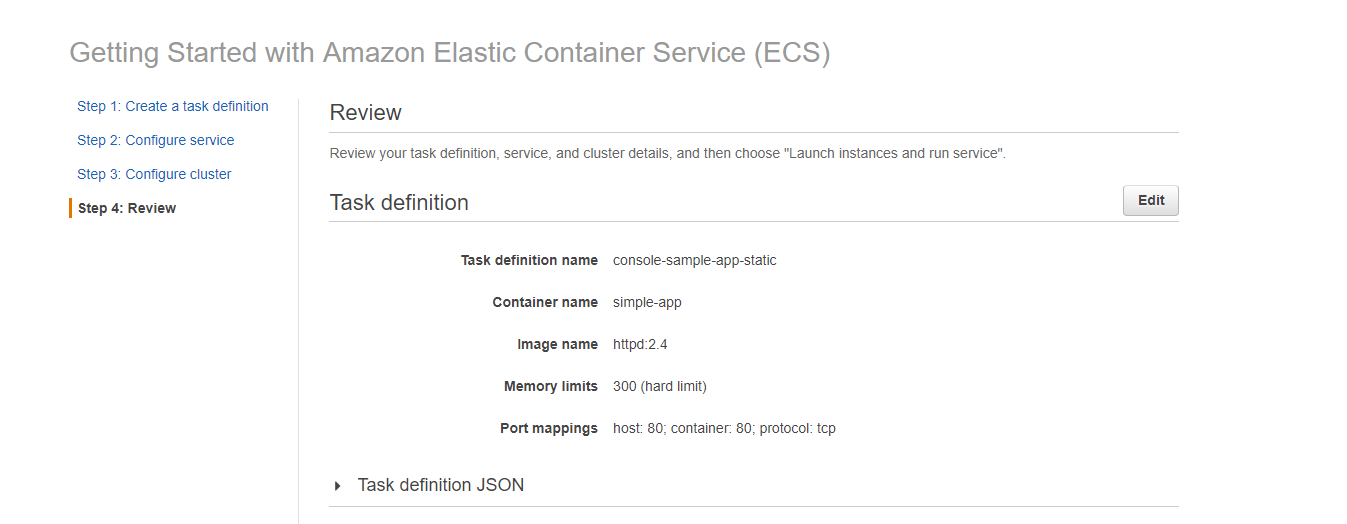 Getting Started with Amazon Elastic Container Service (ECS)
Step 1: Create a task definition
Step 2: Configure service
Step 3: Configure cluster
Step 4: Review
Review
Review your task definition, service, and cluster details, and then choose "Launch instances and run service".
Task definition
Edit
Task definition name console-sample-app-static
Container name simple-app
Image name httpd:2.4
Memory limits 300 (hard limit)
Port mappings host: 80; container: 80; protocol: tcp
Task definition JSON